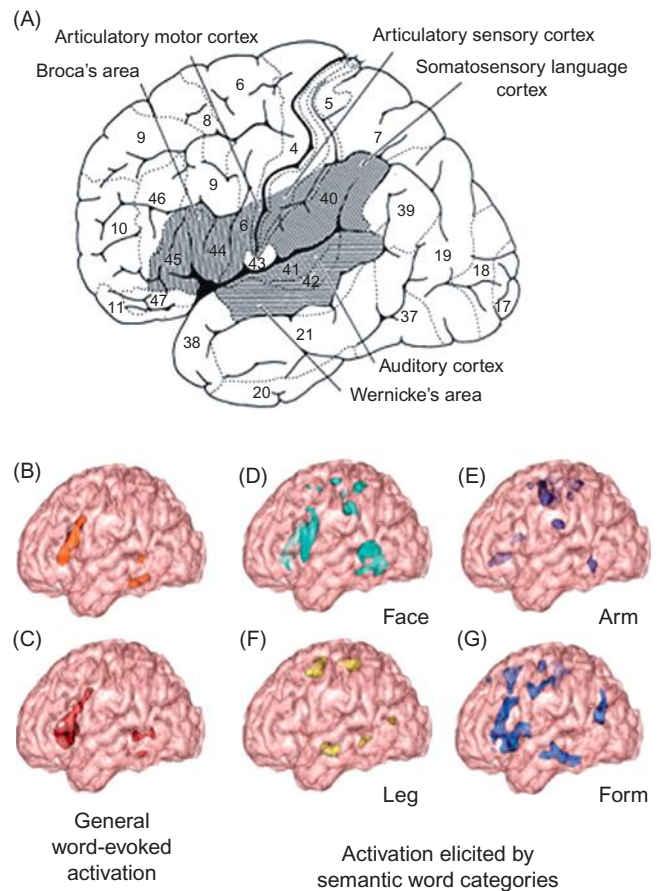 (A)
Articulatory motor cortex
Articulatory sensory cortex
Broca's area
Somatosensory language
cortex
6
5
8
9
4
7
9
46
40
10
39
6
45
44
43
41
19
18
42
47
11
17
37
38
21
Auditory cortex
20
Wernicke's area
(B)
(D)
(E)
Face
Arm
(C)
(F)
(G)
Leg
Form
General
word-evoked
activation
Activation elicited by
semantic word categories